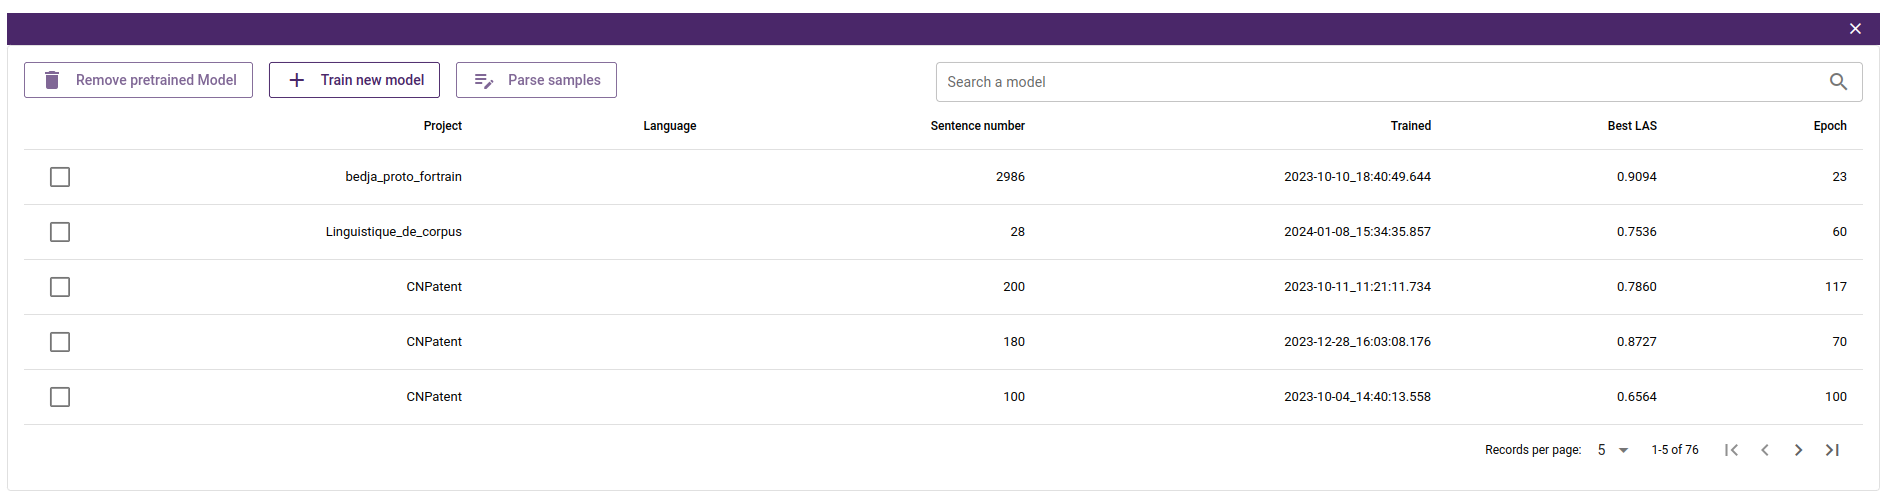 Remove pretrained Model Train new model Parse samples Search a model
Project Language Sentence number Trained Best LAS Epoch
bedja_proto_fortrain 2986 2023-10-10_18:40:49.644 0.9094 23
Linguistique_de_corpus 28 2024-01-08_15:34:35.857 0.7536 60
CNPatent 200 2023-10-11_11:21:11.734 0.7860 117
CNPatent 180 2023-12-28_16:03:08.176 0.8727 70
CNPatent 100 2023-10-04_14:40:13.558 0.6564 100
Records per page: 5 1-5 of 76